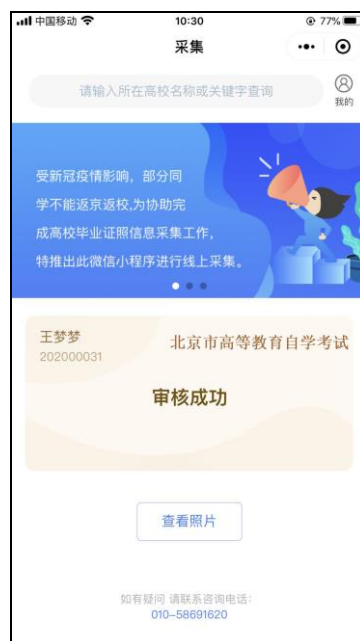 中国移动
10:30
77%
采集
请输入所在高校名称或关键字查询
我的
受新冠疫情影响，部分同
学不能返京返校,为协助完
成高校毕业证照信息采集工作，
特推出此微信小程序进行线上采集。
王梦梦
北京市高等教育自学考试
202000031
审核成功
查看照片
如有疑问 请联系咨询电话：
010-58691620